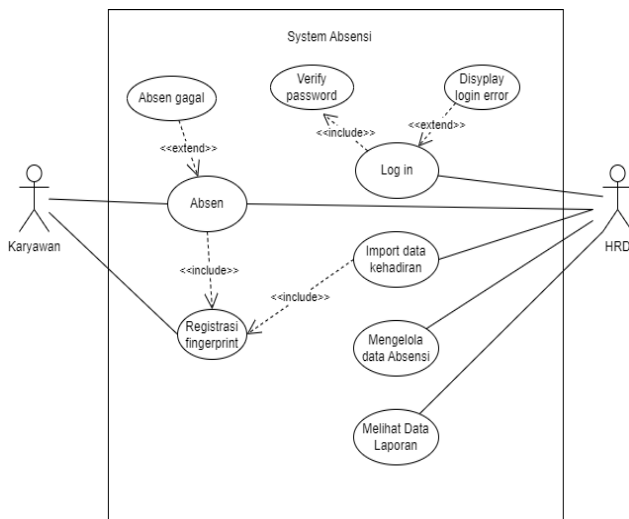 System Absensi
Absen gagal
Verify
password
Disyplay
login error
<<extend>>
<<include>>
<<extend>>
Log in
Absen
Karyawan
HRD
<<include>>
Import data
kehadiran
<<include>>
Registrasi
fingerprint
Mengelola
data Absensi
Melihat Data
Laporan